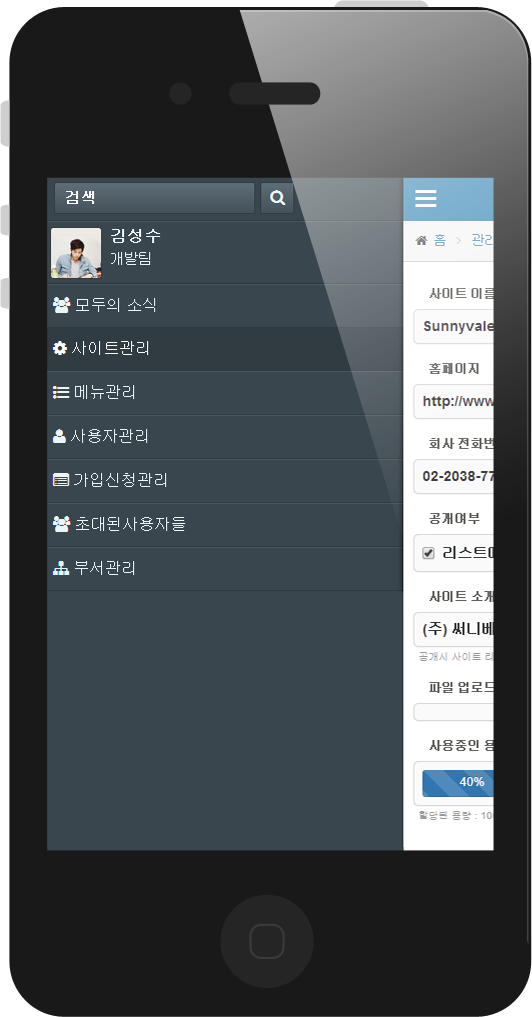 검색
김성수
개발팀
모두의 소식
사이트관리
메뉴관리
사용자관리
가입신청관리
초대된사용자들
부서관리
홈 > 관리
사이트 이름
Sunnyvale
홈페이지
http://www
회사 전화번
02-2038-77
공개여부
리스트에
사이트 소개
(주) 써니베
공개시 사이트 리
파일 업로드
사용중인 용
40%
할당된 용량 : 100